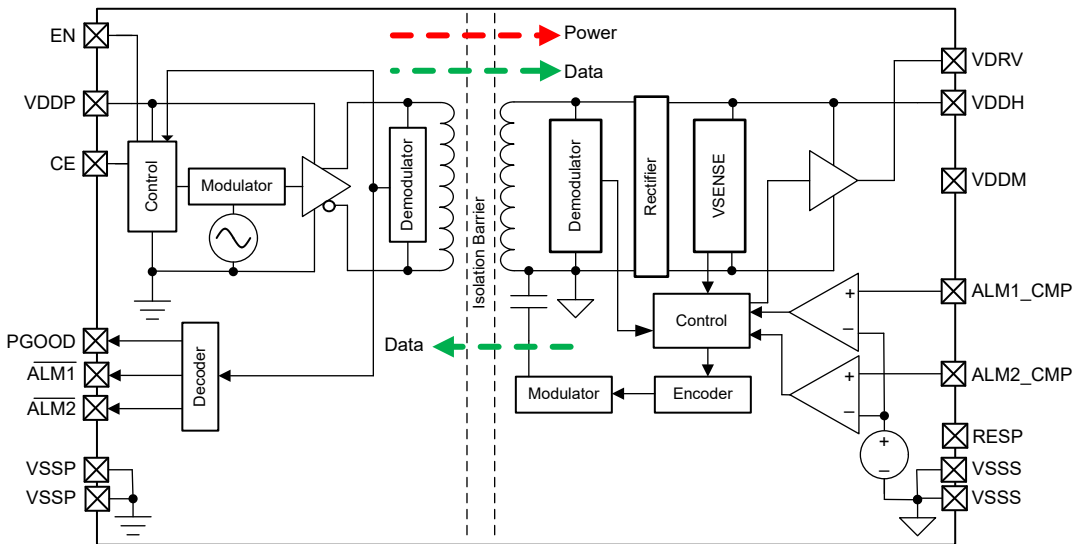 EN
VDDP
CE
PGOOD
ALM1
ALM2
VSSP
VSSP
Control
Modulator
Demodulator
Decoder
Power
Data
Isolation Barrier
Data
Demodulator
Rectifier
VSENSE
Control
Modulator
Encoder
+
−
+
−
+
−
VDRV
VDDH
VDDM
ALM1_CMP
ALM2_CMP
RESP
VSSS
VSSS